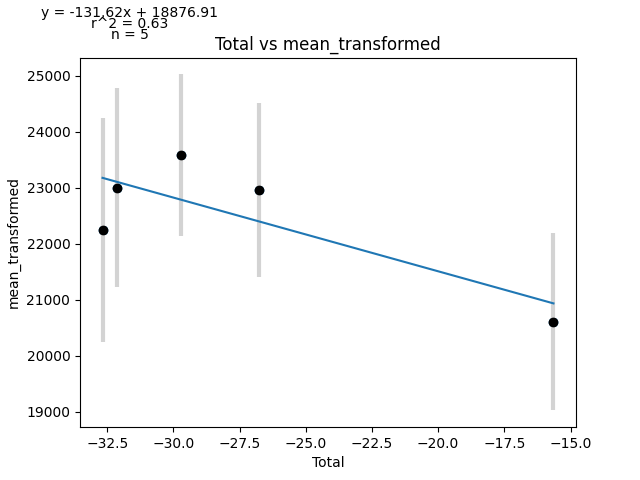 y = -131.62x + 18876.91
r^2 = 0.63
n = 5
Total vs mean_transformed
25000
24000
23000
22000
21000
20000
19000
mean_transformed
−32.5 −30.0 −27.5 −25.0 −22.5 −20.0 −17.5 −15.0
Total